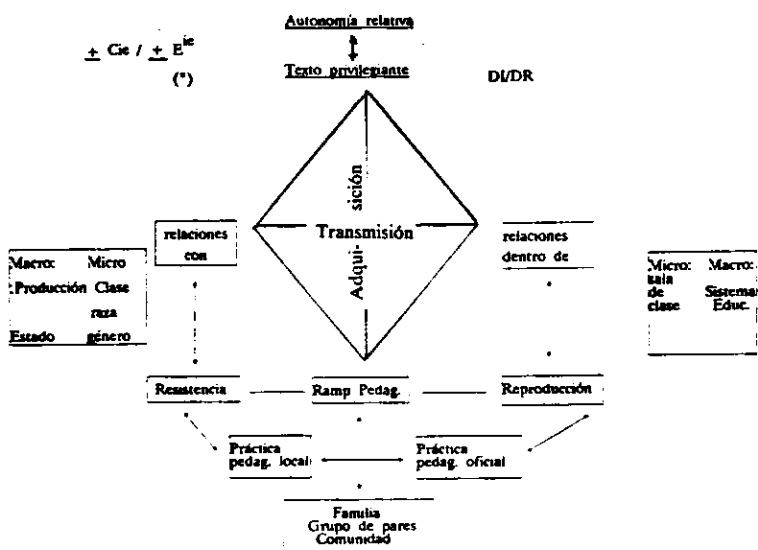 Autonomía relativa
± Cie / ± E^ie
(*)
Texto privilegiante
DI/DR
Adqui- sición
Transmisión
relaciones
con
relaciones
dentro de
Macro: Micro
Producción Clase
raza
Estado género
Micro: Macro:
sala
de Sistema
clase Educ.
Resistencia
Ramp Pedag.
Reproducción
Práctica
pedag. local
Práctica
pedag. oficial
Familia
Grupo de pares
Comunidad